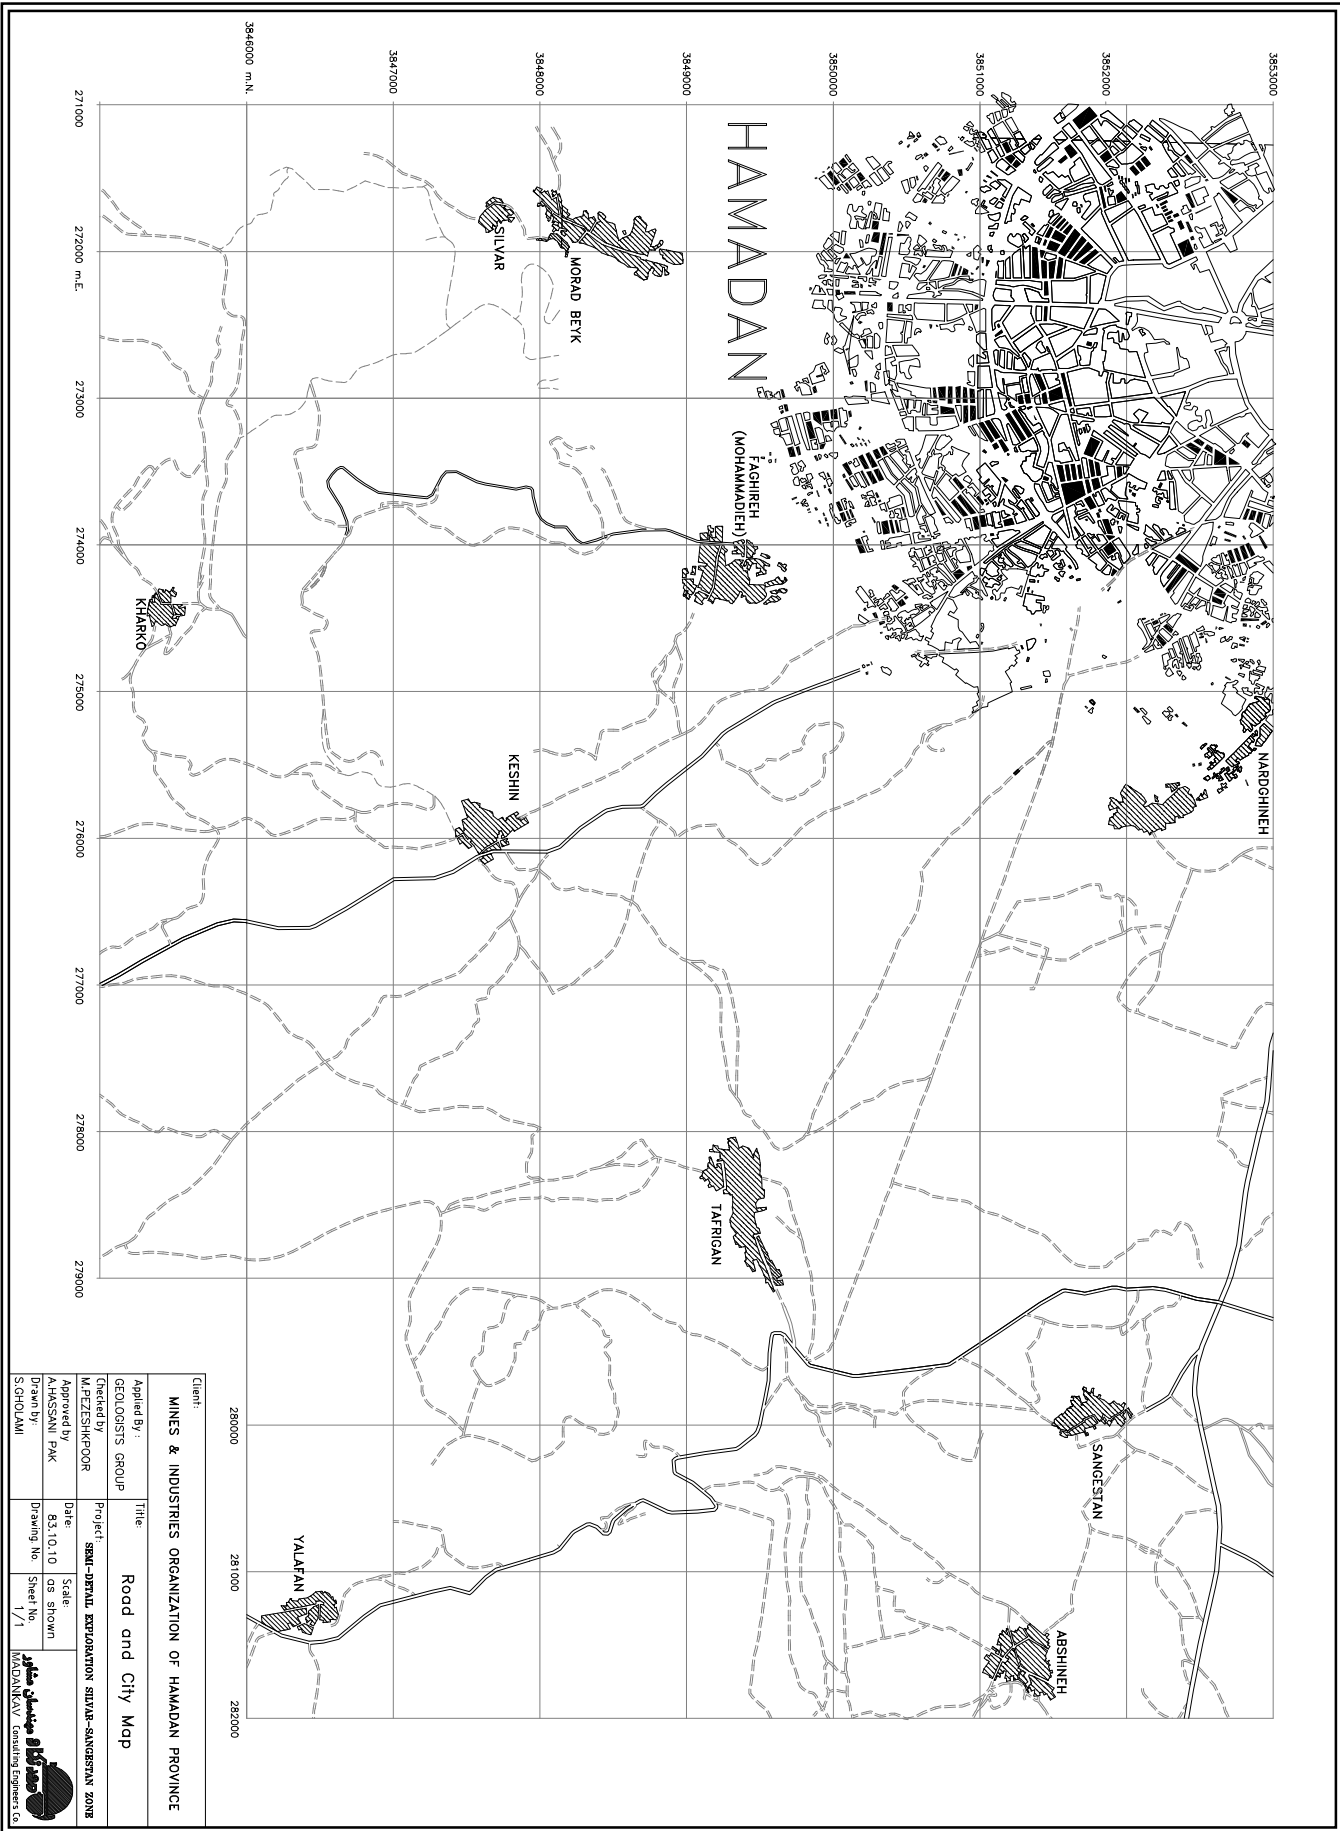 3853000
3852000
3851000
3850000
3849000
3848000
3847000
3846000 m.N.
271000
272000 m.E.
273000
274000
275000
276000
277000
278000
279000
280000
281000
282000
HAMADAN
NARDGHINEH
FAGHIREH
(MOHAMMADIEH)
MORAD BEYK
SILVAR
KESHIN
KHARKO
TAFRIGAN
SANGESTAN
ABSHINEH
YALAFAN
Client:
MINES & INDUSTRIES ORGANIZATION OF HAMADAN PROVINCE
Applied By :
GEOLOGISTS GROUP
Title:
Road and City Map
Checked by
M.PEZESHKPOOR
Project:
SEMI-DETAIL EXPLORATION SILVAR-SANGESTAN ZONE
Approved by
A.HASSANI PAK
Date:
83.10.10
Scale:
as shown
Drawn by:
S.GHOLAMI
Drawing. No.
Sheet No.
1/1
مهندسان مشاور
MADANKAV Consulting Engineers Co.